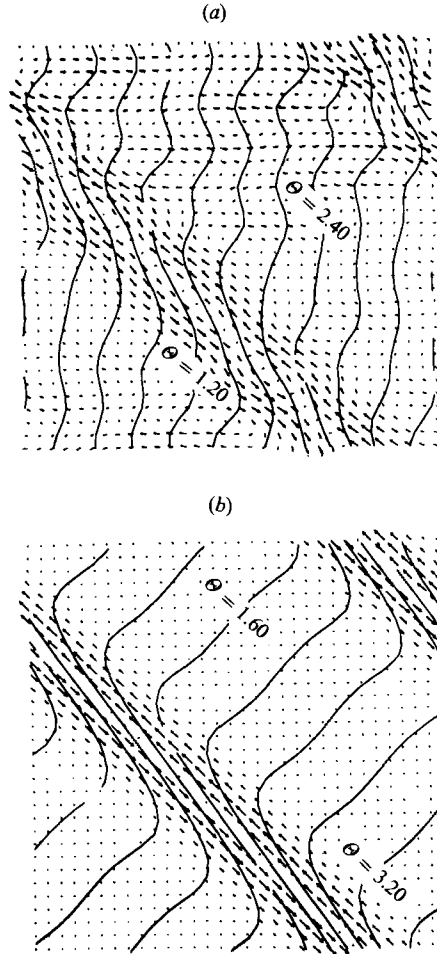 (a)
Θ = 2.40
Θ = 1.20
(b)
Θ = 1.60
Θ = 3.20